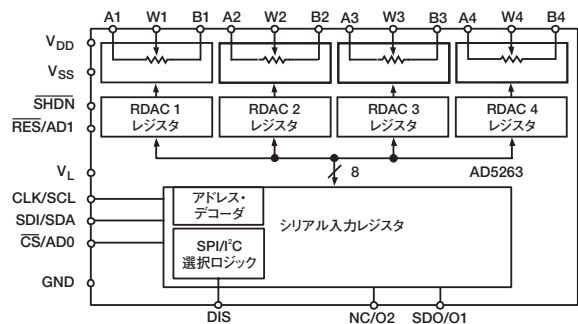 A1 W1 B1 A2 W2 B2 A3 W3 B3 A4 W4 B4
VDD
VSS
SHDN
RES/AD1
RDAC 1
レジスタ
RDAC 2
レジスタ
RDAC 3
レジスタ
RDAC 4
レジスタ
VL
8
AD5263
CLK/SCL
SDI/SDA
CS/AD0
アドレス・
デコーダ
シリアル入力レジスタ
SPI/I²C
選択ロジック
GND
DIS
NC/O2
SDO/O1